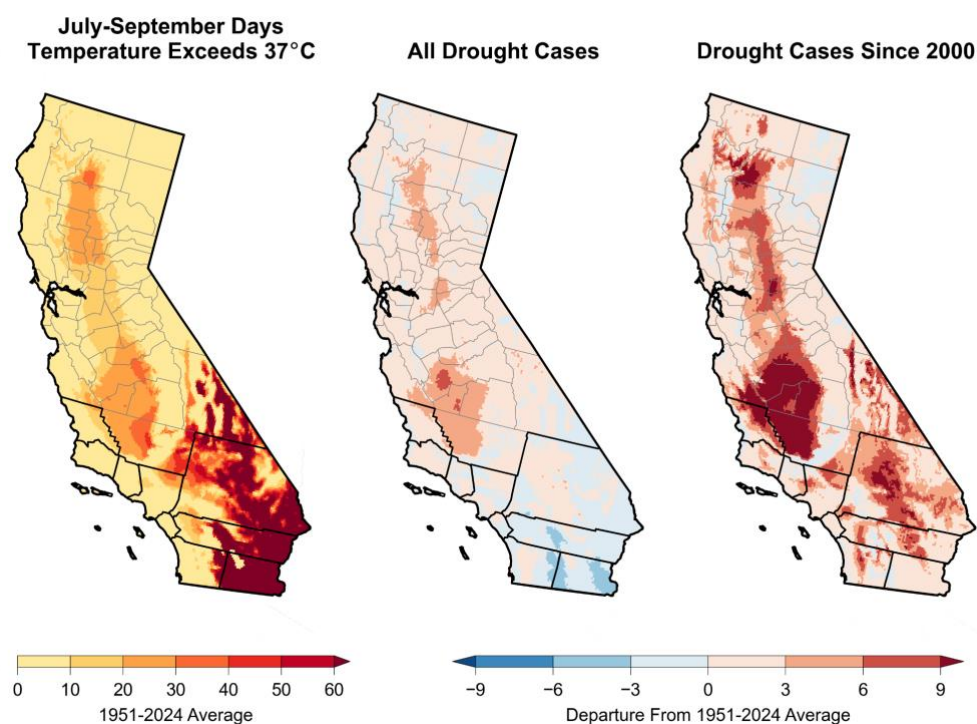 July-September Days
Temperature Exceeds 37°C
All Drought Cases
Drought Cases Since 2000
0 10 20 30 40 50 60
1951-2024 Average
−9 −6 −3 0 3 6 9
Departure From 1951-2024 Average